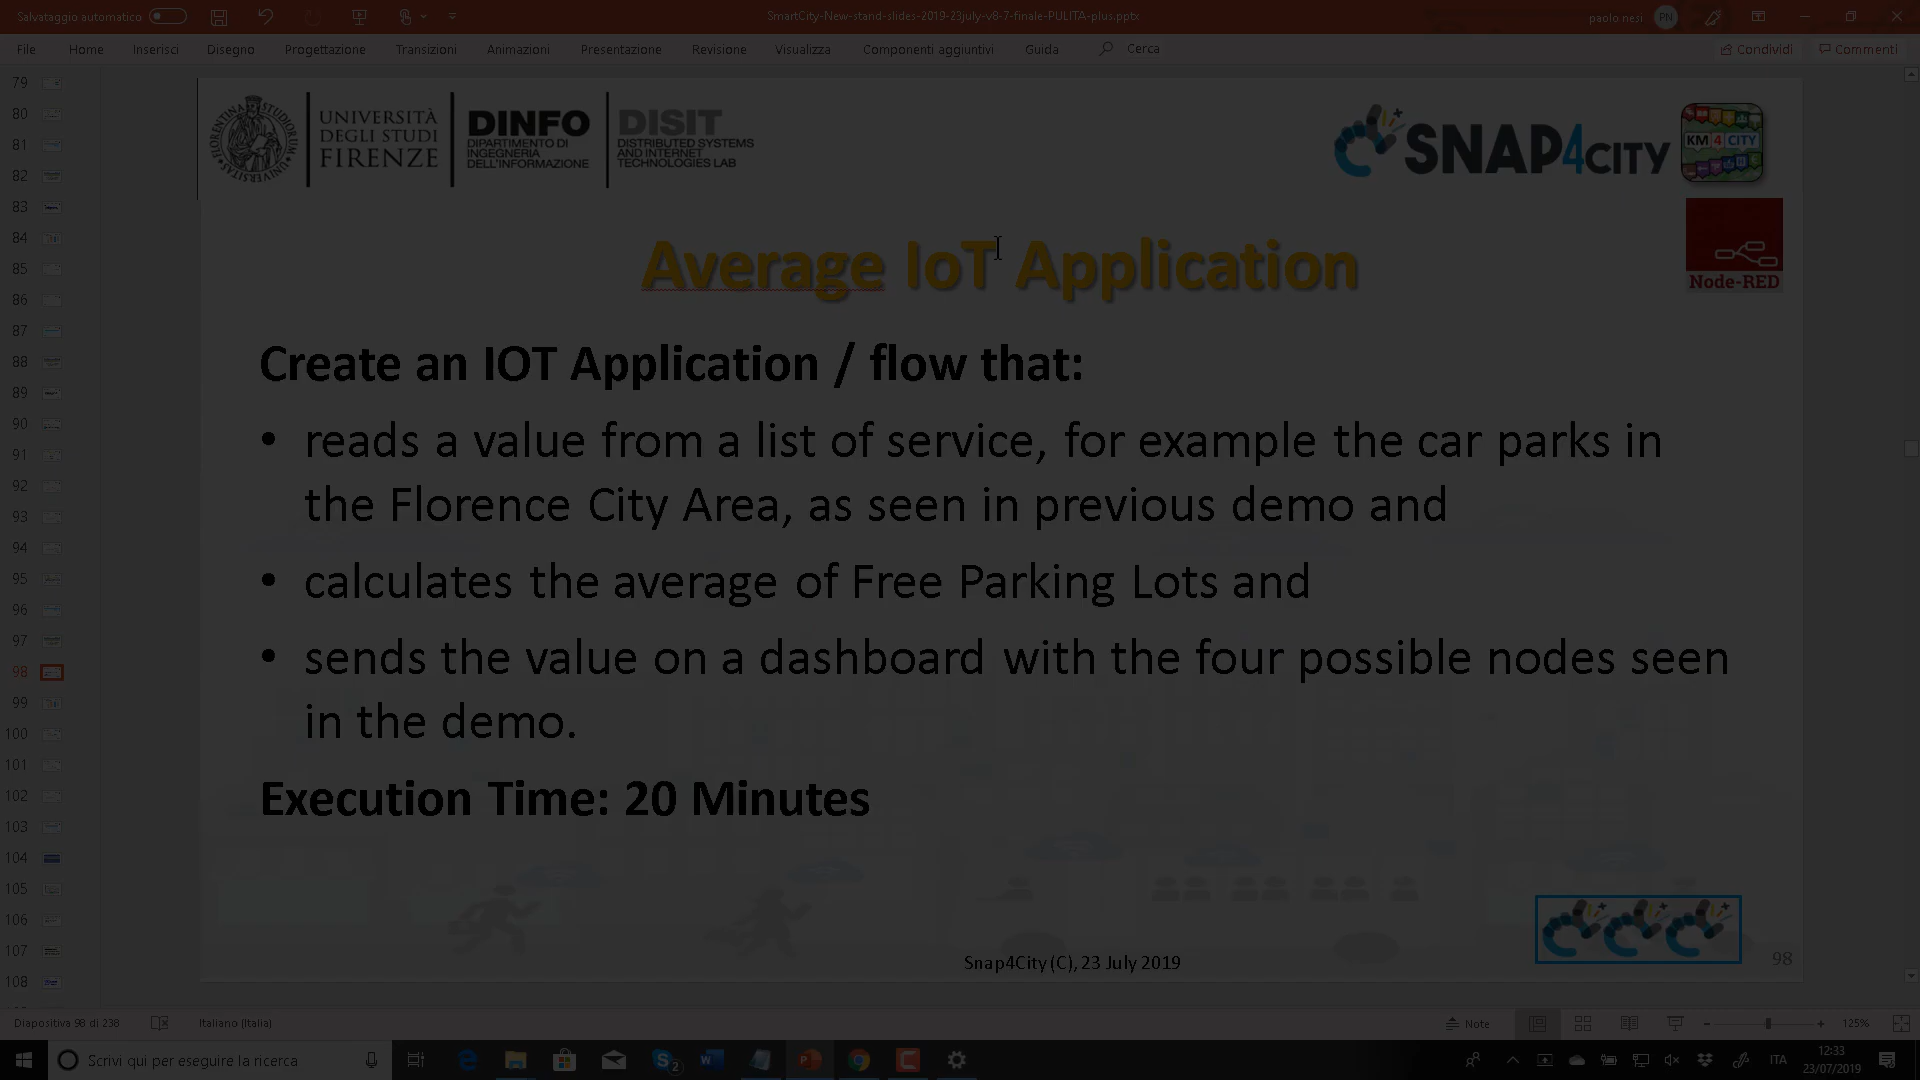 Salvataggio automatico
SmartCity-New-stand-slides-2019-23july-v8-7-finale-PULITA-plus.pptx
paolo nesi PN
File Home Inserisci Disegno Progettazione Transizioni Animazioni Presentazione Revisione Visualizza Componenti aggiuntivi Guida Cerca
Condividi Commenti
79
80
81
82
83
84
85
86
87
88
89
90
91
92
93
94
95
96
97
98
99
100
101
102
103
104
105
106
107
108
UNIVERSITÀ
DEGLI STUDI
FIRENZE
DINFO
DIPARTIMENTO DI
INGEGNERIA
DELL'INFORMAZIONE
DISIT
DISTRIBUTED SYSTEMS
AND INTERNET
TECHNOLOGIES LAB
SNAP4CITY
KM 4 CITY
Node-RED
Average IoT Application
Create an IOT Application / flow that:
• reads a value from a list of service, for example the car parks in
the Florence City Area, as seen in previous demo and
• calculates the average of Free Parking Lots and
• sends the value on a dashboard with the four possible nodes seen
in the demo.
Execution Time: 20 Minutes
Snap4City (C), 23 July 2019
98
Diapositiva 98 di 238
Italiano (Italia)
Note
125%
Scrivi qui per eseguire la ricerca
2
ITA
12:33
23/07/2019